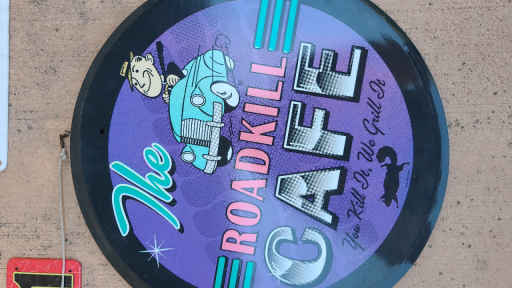 The
ROADKILL
CAFE
You Kill It, We Grill It